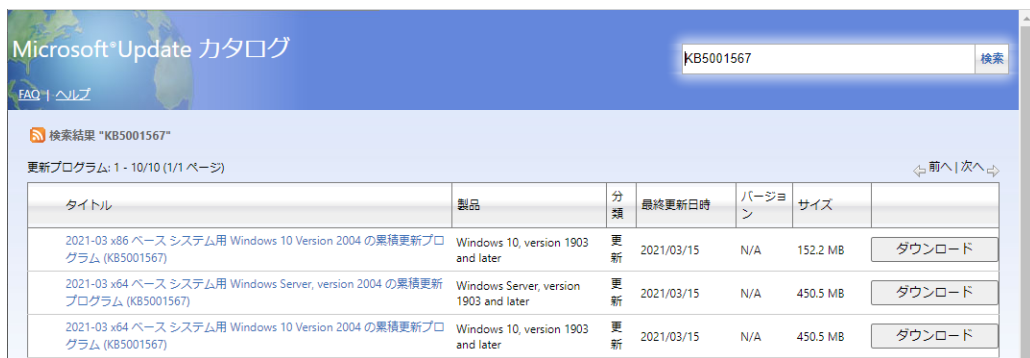 Microsoft®Update カタログ
KB5001567
検索
FAQ | ヘルプ
検索結果 "KB5001567"
更新プログラム: 1 - 10/10 (1/1 ページ)
前へ | 次へ
タイトル 製品 分類 最終更新日時 バージョン サイズ
2021-03 x86 ベース システム用 Windows 10 Version 2004 の累積更新プロ
グラム (KB5001567)
Windows 10, version 1903
and later
更新
2021/03/15 N/A 152.2 MB ダウンロード
2021-03 x64 ベース システム用 Windows Server, version 2004 の累積更新
プログラム (KB5001567)
Windows Server, version
1903 and later
更新
2021/03/15 N/A 450.5 MB ダウンロード
2021-03 x64 ベース システム用 Windows 10 Version 2004 の累積更新プロ
グラム (KB5001567)
Windows 10, version 1903
and later
更新
2021/03/15 N/A 450.5 MB ダウンロード